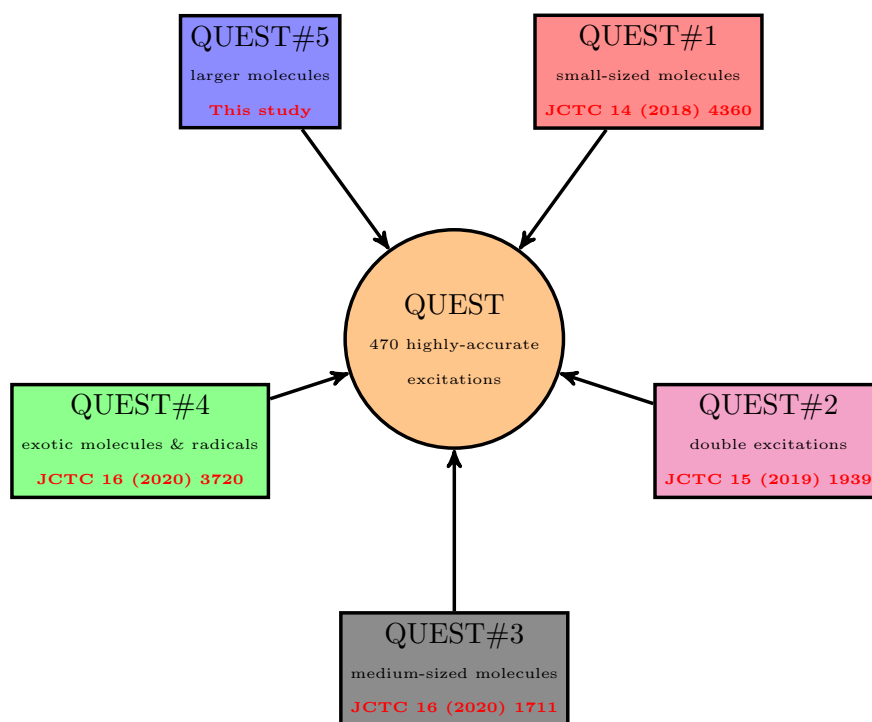 QUEST#5
larger molecules
This study
QUEST#1
small-sized molecules
JCTC 14 (2018) 4360
QUEST
470 highly-accurate
excitations
QUEST#4
exotic molecules & radicals
JCTC 16 (2020) 3720
QUEST#2
double excitations
JCTC 15 (2019) 1939
QUEST#3
medium-sized molecules
JCTC 16 (2020) 1711